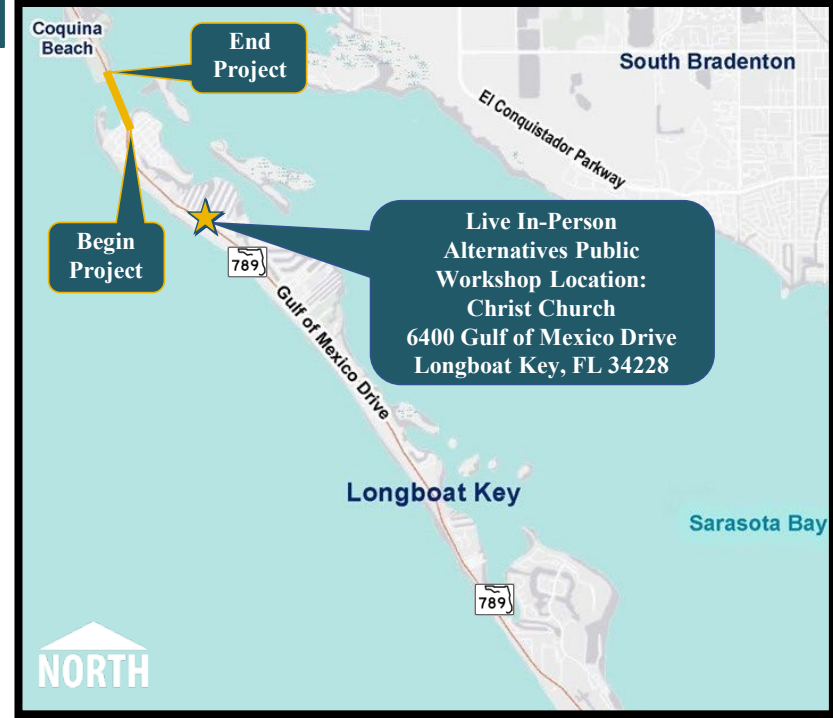 Coquina
Beach
End
Project
South Bradenton
El Conquistador Parkway
Begin
Project
Live In-Person
Alternatives Public
Workshop Location:
Christ Church
6400 Gulf of Mexico Drive
Longboat Key, FL 34228
789
Gulf of Mexico Drive
Longboat Key
Sarasota Bay
789
NORTH